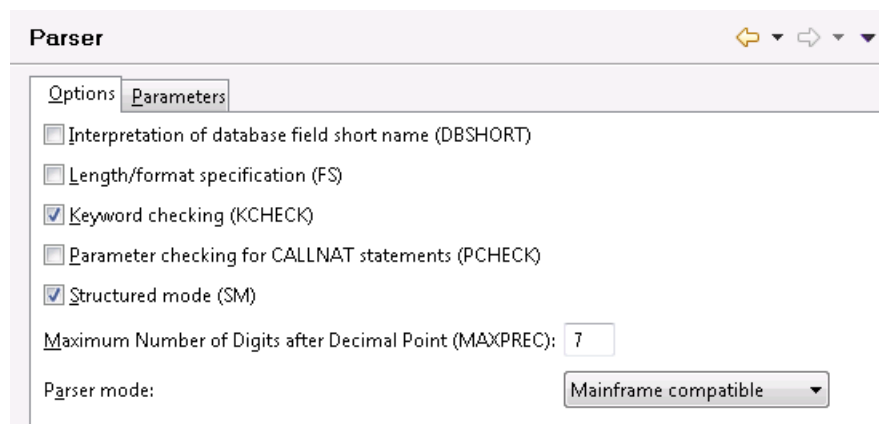 Parser
Options Parameters
Interpretation of database field short name (DBSHORT)
Length/format specification (FS)
Keyword checking (KCHECK)
Parameter checking for CALLNAT statements (PCHECK)
Structured mode (SM)
Maximum Number of Digits after Decimal Point (MAXPREC): 7
Parser mode: Mainframe compatible